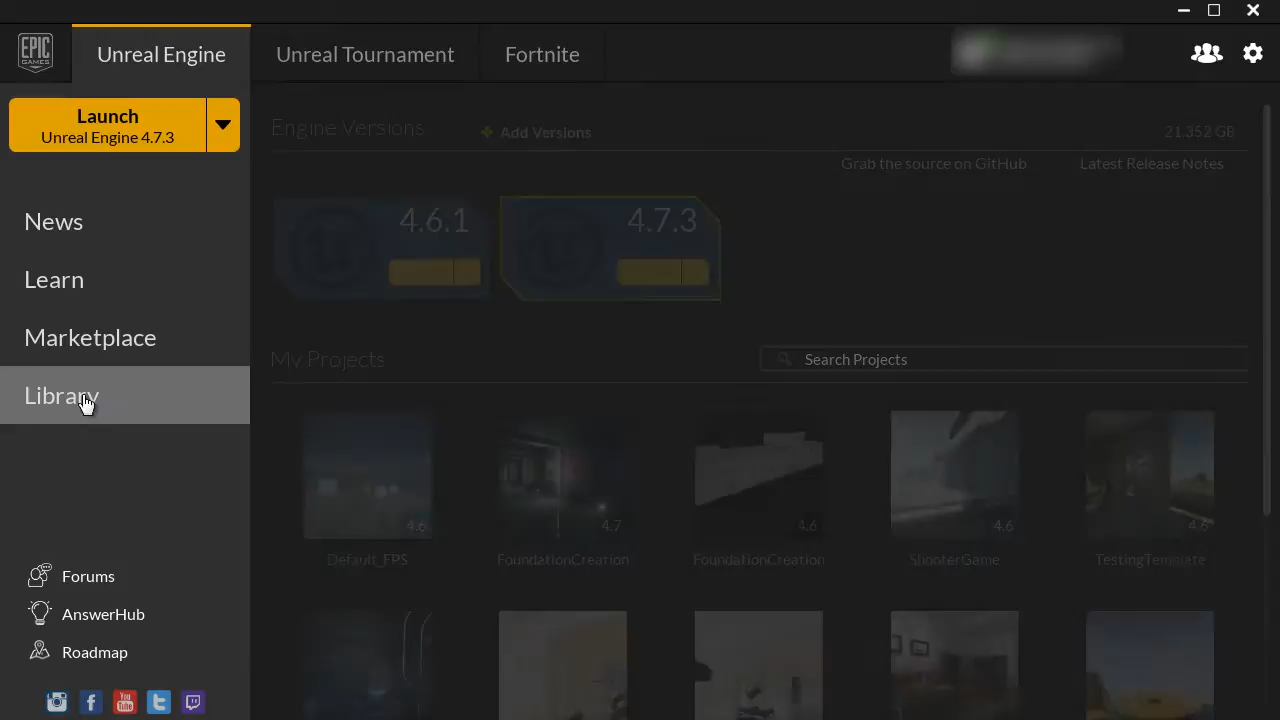 EPIC
GAMES
Unreal Engine
Unreal Tournament
Fortnite
Launch
Unreal Engine 4.7.3
News
Learn
Marketplace
Library
Forums
AnswerHub
Roadmap
You
Tube
Engine Versions
Add Versions
21.352 GB
Grab the source on GitHub
Latest Release Notes
4.6.1
4.7.3
My Projects
Search Projects
4.6
4.7
4.6
4.6
4.6
Default_FPS
FoundationCreation
FoundationCreation
ShooterGame
TestingTemplate